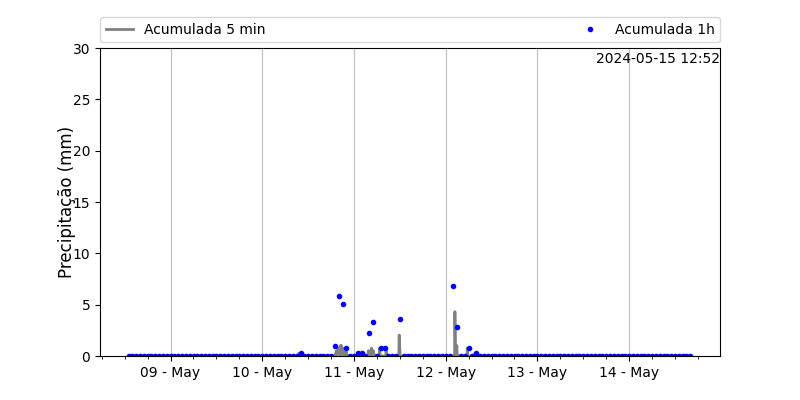 Acumulada 5 min
Acumulada 1h
2024-05-15 12:52
Precipitação (mm)
30
25
20
15
10
5
0
09 - May
10 - May
11 - May
12 - May
13 - May
14 - May